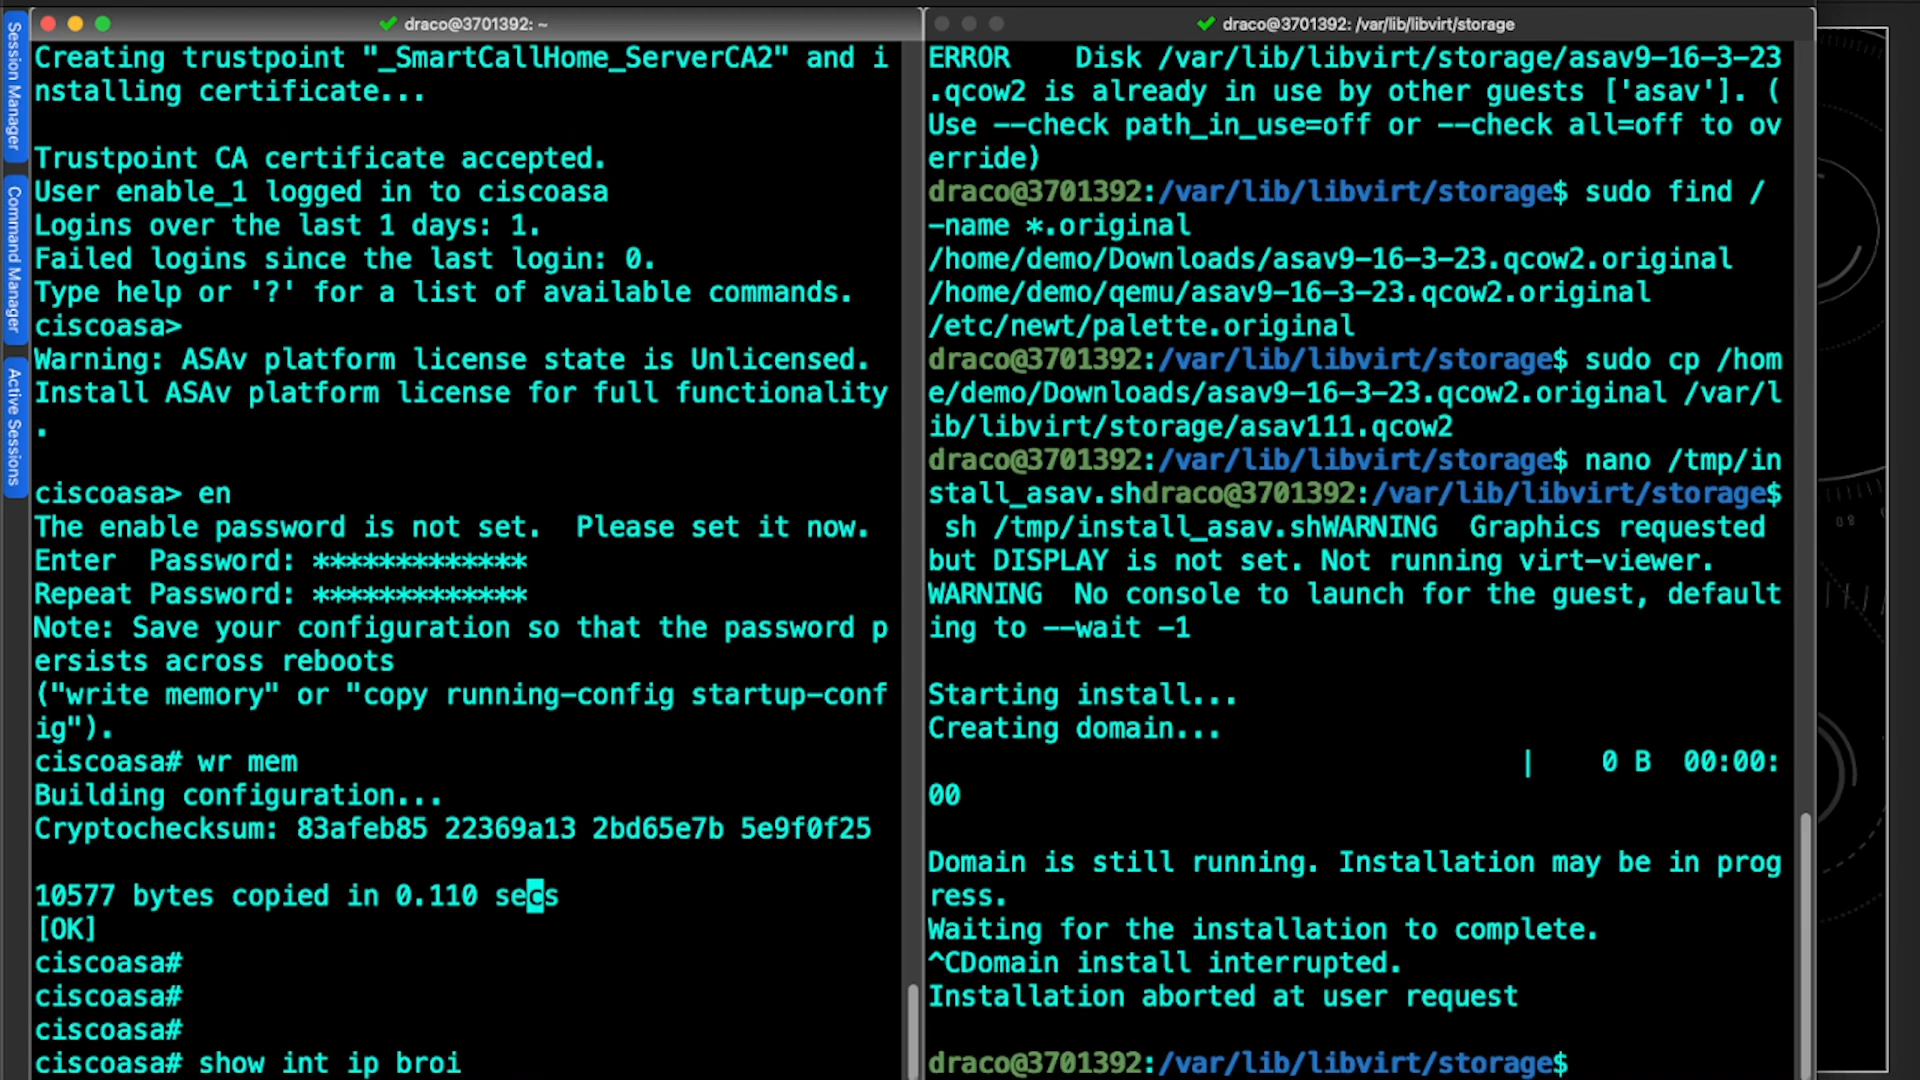 Session Manager
Command Manager
Active Sessions
draco@3701392: ~
Creating trustpoint "_SmartCallHome_ServerCA2" and i
nstalling certificate...
Trustpoint CA certificate accepted.
User enable_1 logged in to ciscoasa
Logins over the last 1 days: 1.
Failed logins since the last login: 0.
Type help or '?' for a list of available commands.
ciscoasa>
Warning: ASAv platform license state is Unlicensed.
Install ASAv platform license for full functionality
.
ciscoasa> en
The enable password is not set.  Please set it now.
Enter  Password: *************
Repeat Password: *************
Note: Save your configuration so that the password p
ersists across reboots
("write memory" or "copy running-config startup-conf
ig").
ciscoasa# wr mem
Building configuration...
Cryptochecksum: 83afeb85 22369a13 2bd65e7b 5e9f0f25
10577 bytes copied in 0.110 secs
[OK]
ciscoasa#
ciscoasa#
ciscoasa#
ciscoasa# show int ip broi
draco@3701392: /var/lib/libvirt/storage
ERROR    Disk /var/lib/libvirt/storage/asav9-16-3-23
.qcow2 is already in use by other guests ['asav']. (
Use --check path_in_use=off or --check all=off to ov
erride)
draco@3701392:/var/lib/libvirt/storage$ sudo find /
-name *.original
/home/demo/Downloads/asav9-16-3-23.qcow2.original
/home/demo/qemu/asav9-16-3-23.qcow2.original
/etc/newt/palette.original
draco@3701392:/var/lib/libvirt/storage$ sudo cp /hom
e/demo/Downloads/asav9-16-3-23.qcow2.original /var/l
ib/libvirt/storage/asav111.qcow2
draco@3701392:/var/lib/libvirt/storage$ nano /tmp/in
stall_asav.shdraco@3701392:/var/lib/libvirt/storage$
sh /tmp/install_asav.shWARNING  Graphics requested
but DISPLAY is not set. Not running virt-viewer.
WARNING  No console to launch for the guest, default
ing to --wait -1
Starting install...
Creating domain...
|    0 B  00:00:
00
Domain is still running. Installation may be in prog
ress.
Waiting for the installation to complete.
^CDomain install interrupted.
Installation aborted at user request
draco@3701392:/var/lib/libvirt/storage$